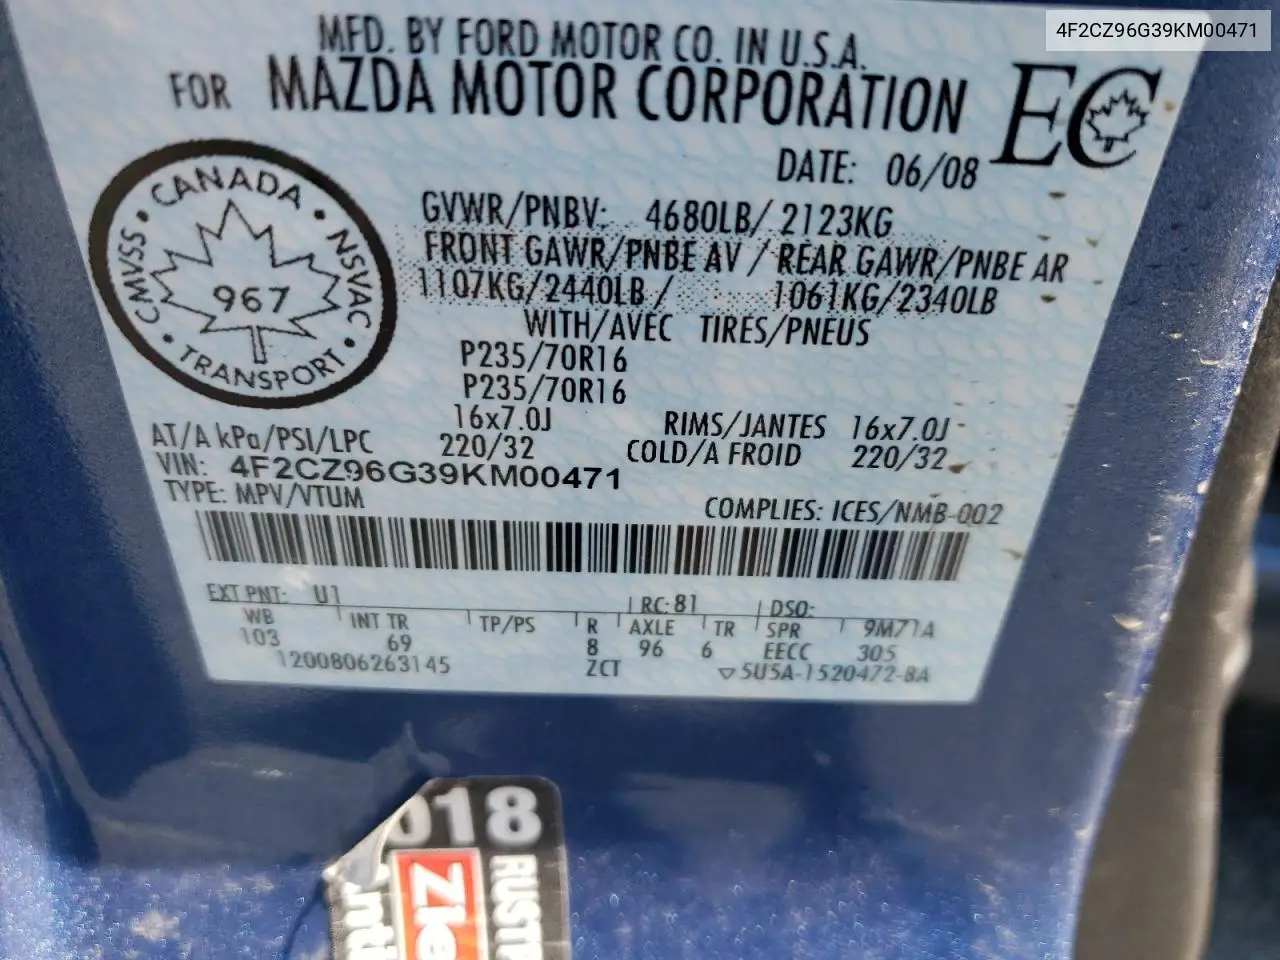 4F2CZ96G39KM00471
MFD. BY FORD MOTOR CO. IN U.S.A.
FOR MAZDA MOTOR CORPORATION
EC
DATE: 06/08
CANADA
CMVSS • NSVAC
967
TRANSPORT
GVWR/PNBV: 4680LB/ 2123KG
FRONT GAWR/PNBE AV / REAR GAWR/PNBE AR
1107KG/2440LB / 1061KG/2340LB
WITH/AVEC TIRES/PNEUS
P235/70R16
P235/70R16
16x7.0J RIMS/JANTES 16x7.0J
AT/A kPa/PSI/LPC 220/32 COLD/A FROID 220/32
VIN: 4F2CZ96G39KM00471
TYPE: MPV/VTUM COMPLIES: ICES/NMB-002
EXT PNT: U1 RC: 81 DSO:
WB INT TR TP/PS R AXLE TR SPR 9M71A
103 69 8 96 6 EECC 305
1200806263145 ZCT ▽5U5A-1520472-BA
018